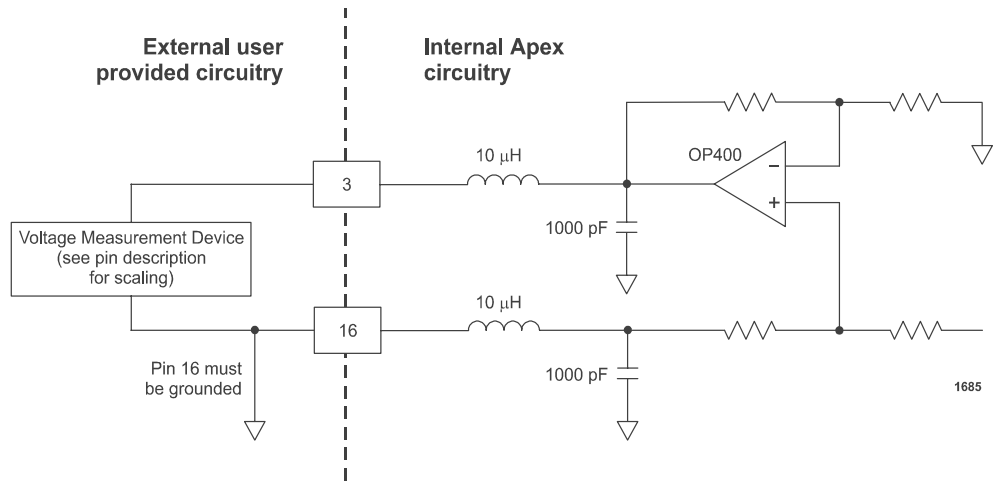 External user
provided circuitry
Internal Apex
circuitry
10 μH
OP400
3
−
+
1000 pF
Voltage Measurement Device
(see pin description
for scaling)
10 μH
16
Pin 16 must
be grounded
1000 pF
1685